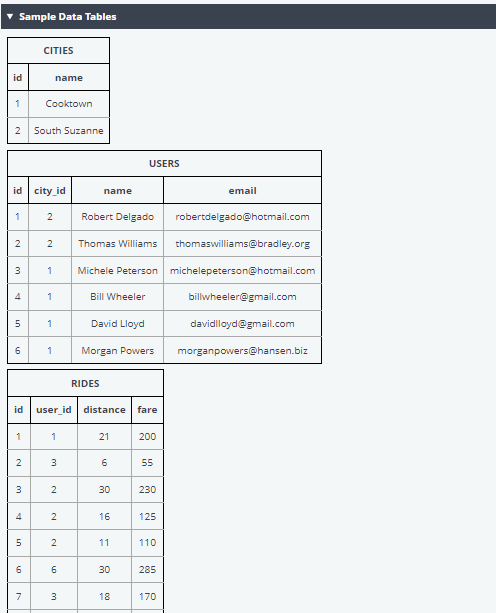 ▼ Sample Data Tables
CITIES
id name
1 Cooktown
2 South Suzanne
USERS
id city_id name email
1 2 Robert Delgado robertdelgado@hotmail.com
2 2 Thomas Williams thomaswilliams@bradley.org
3 1 Michele Peterson michelepeterson@hotmail.com
4 1 Bill Wheeler billwheeler@gmail.com
5 1 David Lloyd davidlloyd@gmail.com
6 1 Morgan Powers morganpowers@hansen.biz
RIDES
id user_id distance fare
1 1 21 200
2 3 6 55
3 2 30 230
4 2 16 125
5 2 11 110
6 6 30 285
7 3 18 170